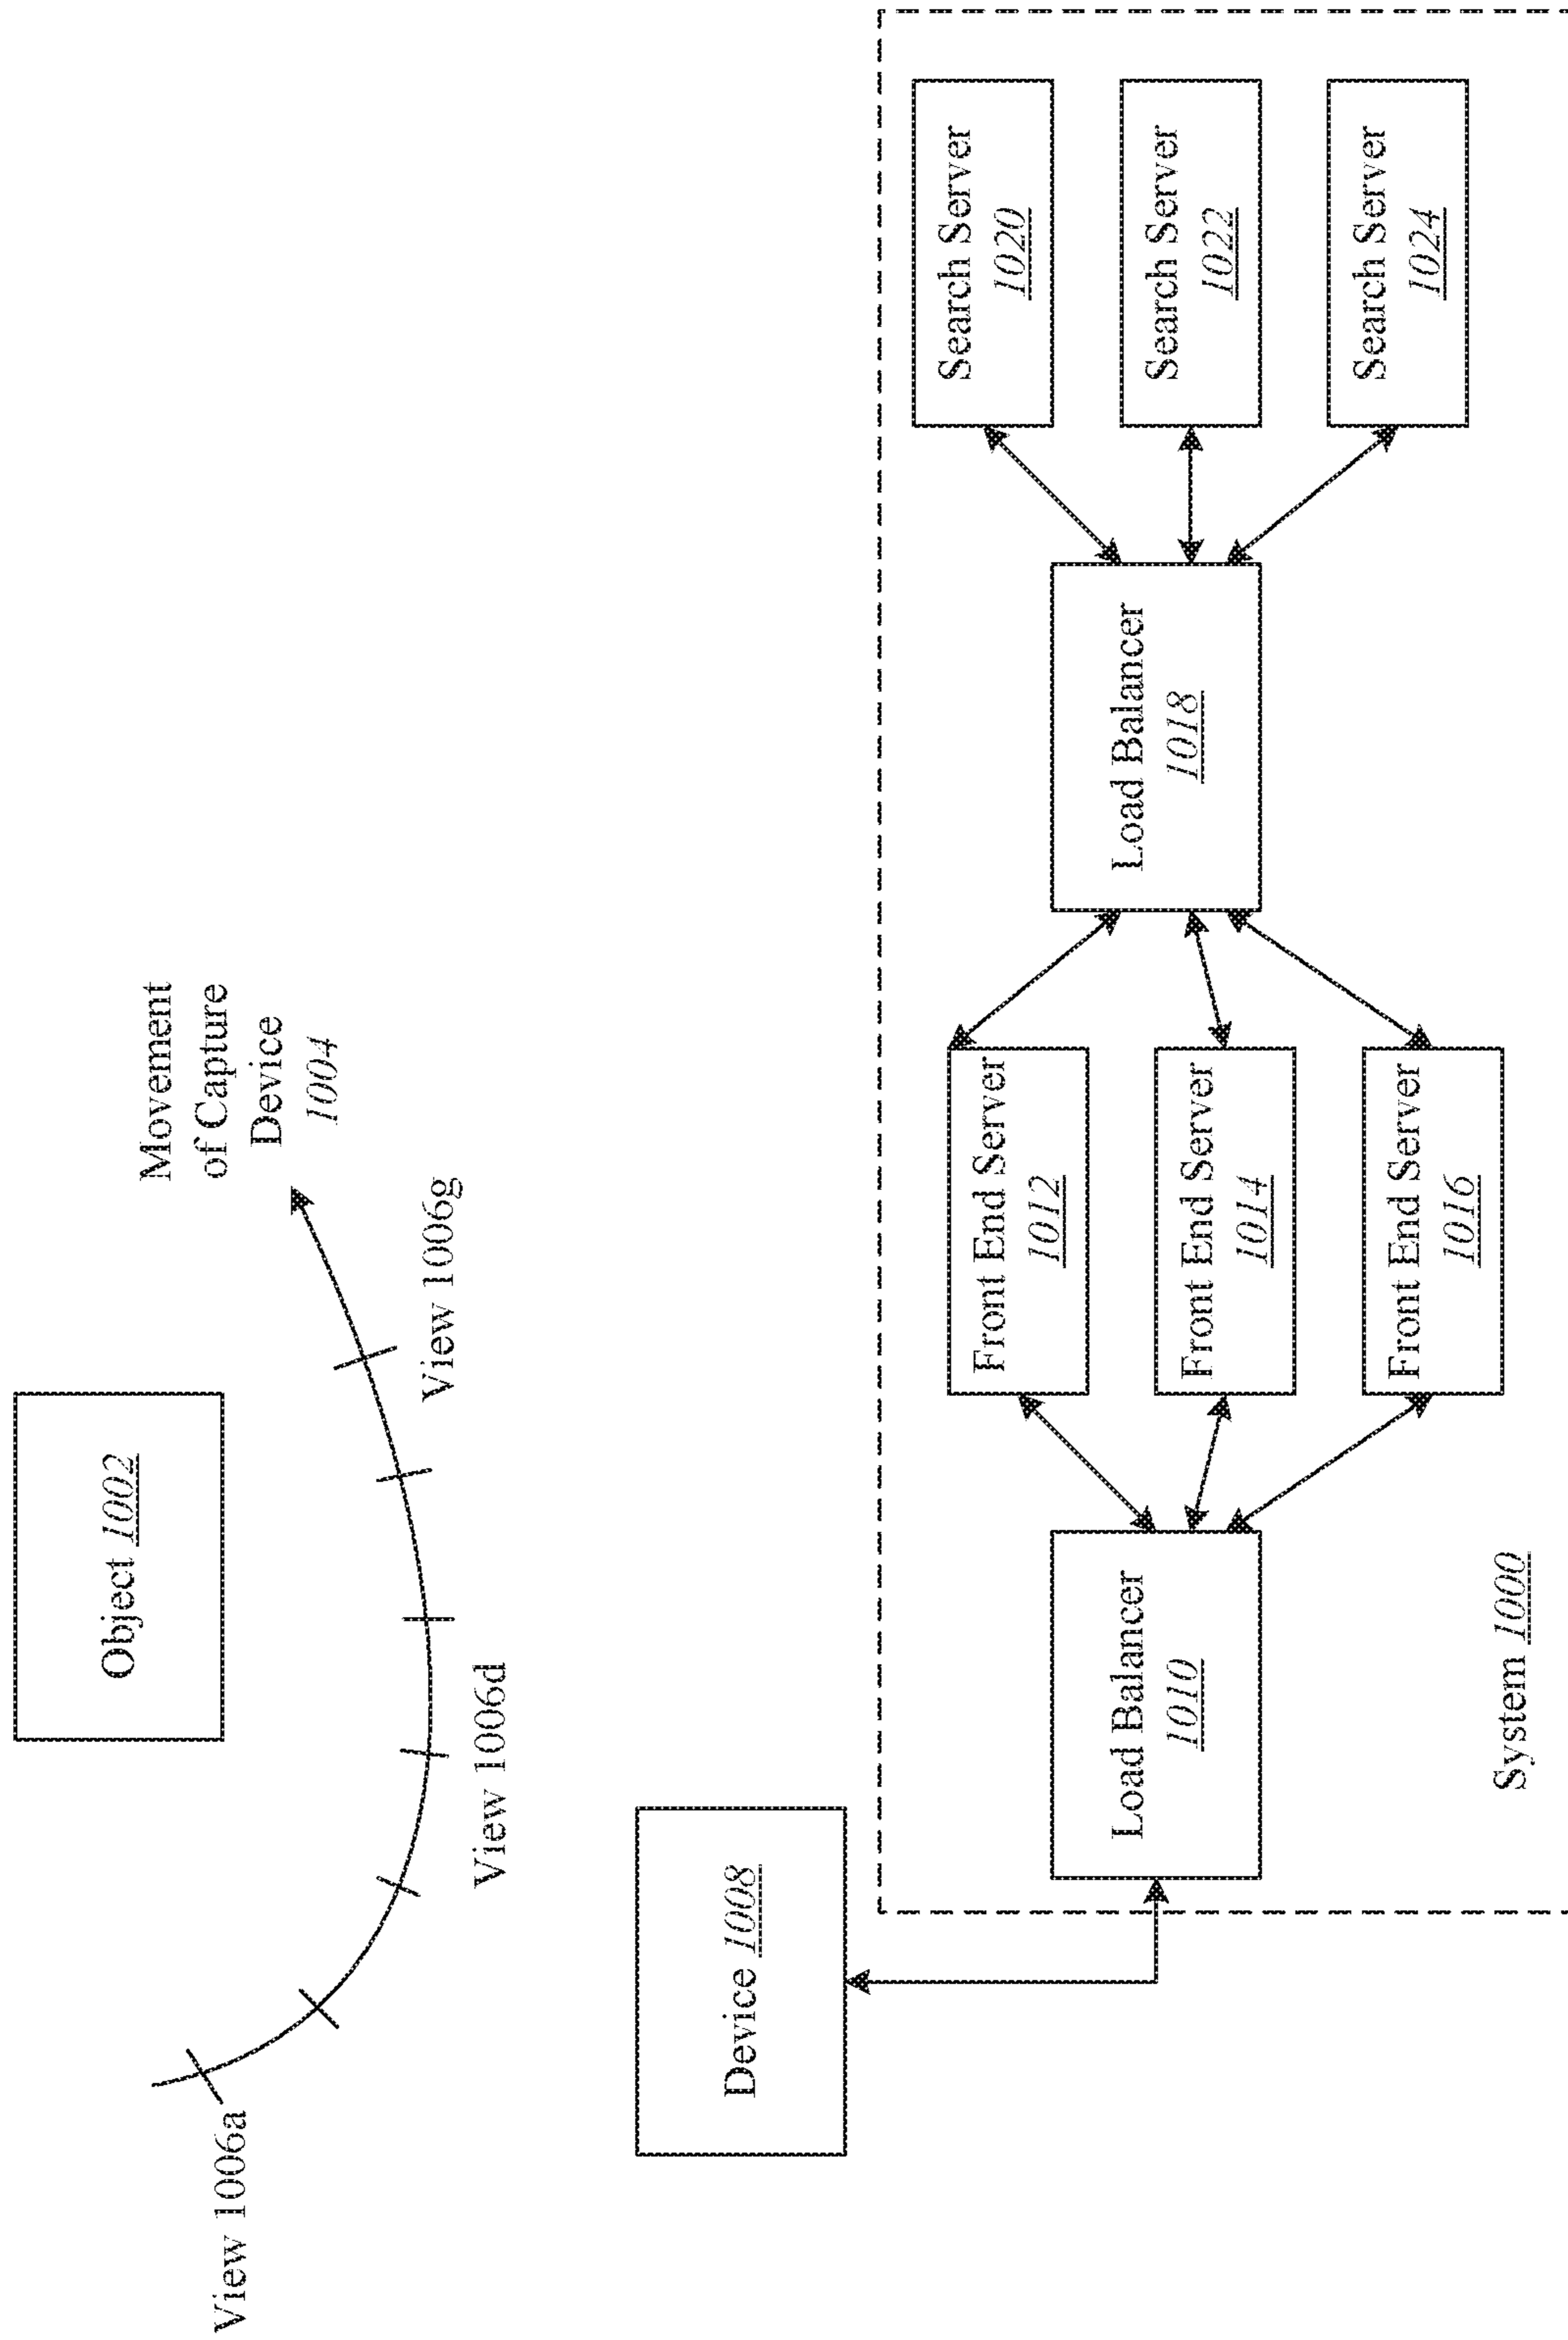 Object 1002
Movement
of Capture
Device
1004
View 1006a
View 1006d
View 1006g
Device 1008
Load Balancer
1010
Front End Server
1012
Front End Server
1014
Front End Server
1016
Load Balancer
1018
Search Server
1020
Search Server
1022
Search Server
1024
System 1000